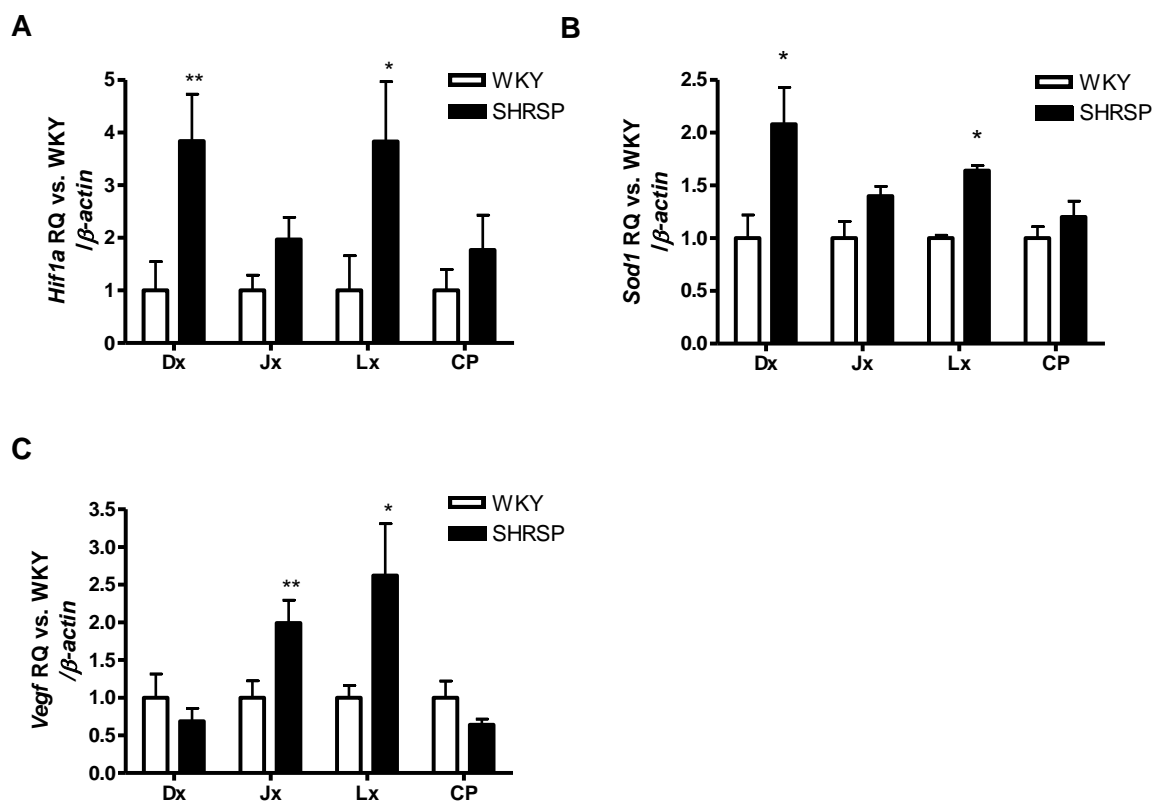 A
Hif1a RQ vs. WKY
/β-actin
5
4
3
2
1
0
**
*
WKY
SHRSP
Dx Jx Lx CP
B
Sod1 RQ vs. WKY
/β-actin
2.5
2.0
1.5
1.0
0.5
0.0
*
*
WKY
SHRSP
Dx Jx Lx CP
C
Vegf RQ vs. WKY
/β-actin
3.5
3.0
2.5
2.0
1.5
1.0
0.5
0.0
**
*
WKY
SHRSP
Dx Jx Lx CP